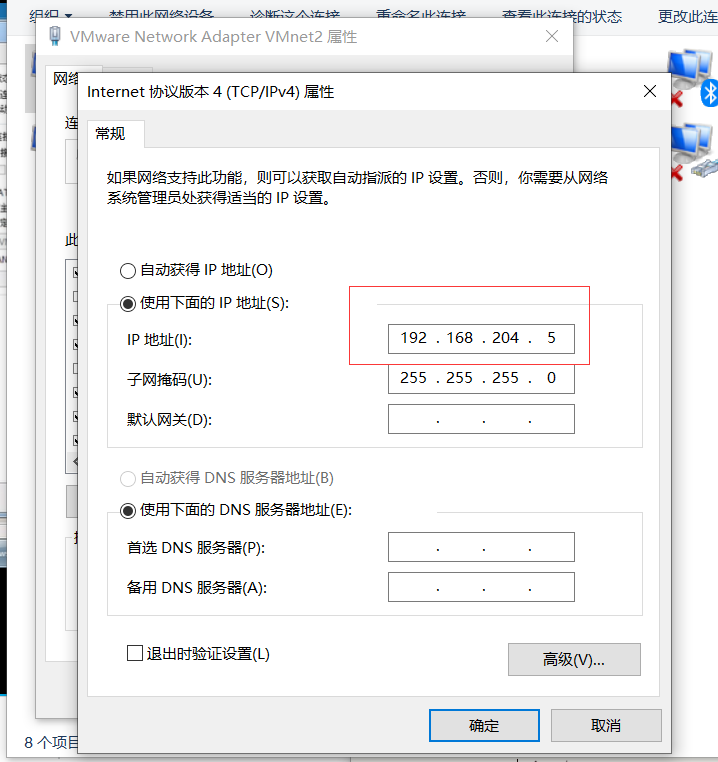 组织 禁用此网络设备 诊断这个连接 重命名此连接 查看此连接的状态 更改此连
VMware Network Adapter VMnet2 属性
网络
Internet 协议版本 4 (TCP/IPv4) 属性
连
常规
如果网络支持此功能，则可以获取自动指派的 IP 设置。否则，你需要从网络
系统管理员处获得适当的 IP 设置。
此
自动获得 IP 地址(O)
使用下面的 IP 地址(S):
IP 地址(I): 192 . 168 . 204 . 5
子网掩码(U): 255 . 255 . 255 . 0
默认网关(D): . . .
自动获得 DNS 服务器地址(B)
使用下面的 DNS 服务器地址(E):
首选 DNS 服务器(P): . . .
备用 DNS 服务器(A): . . .
退出时验证设置(L)
高级(V)...
确定 取消
8 个项目